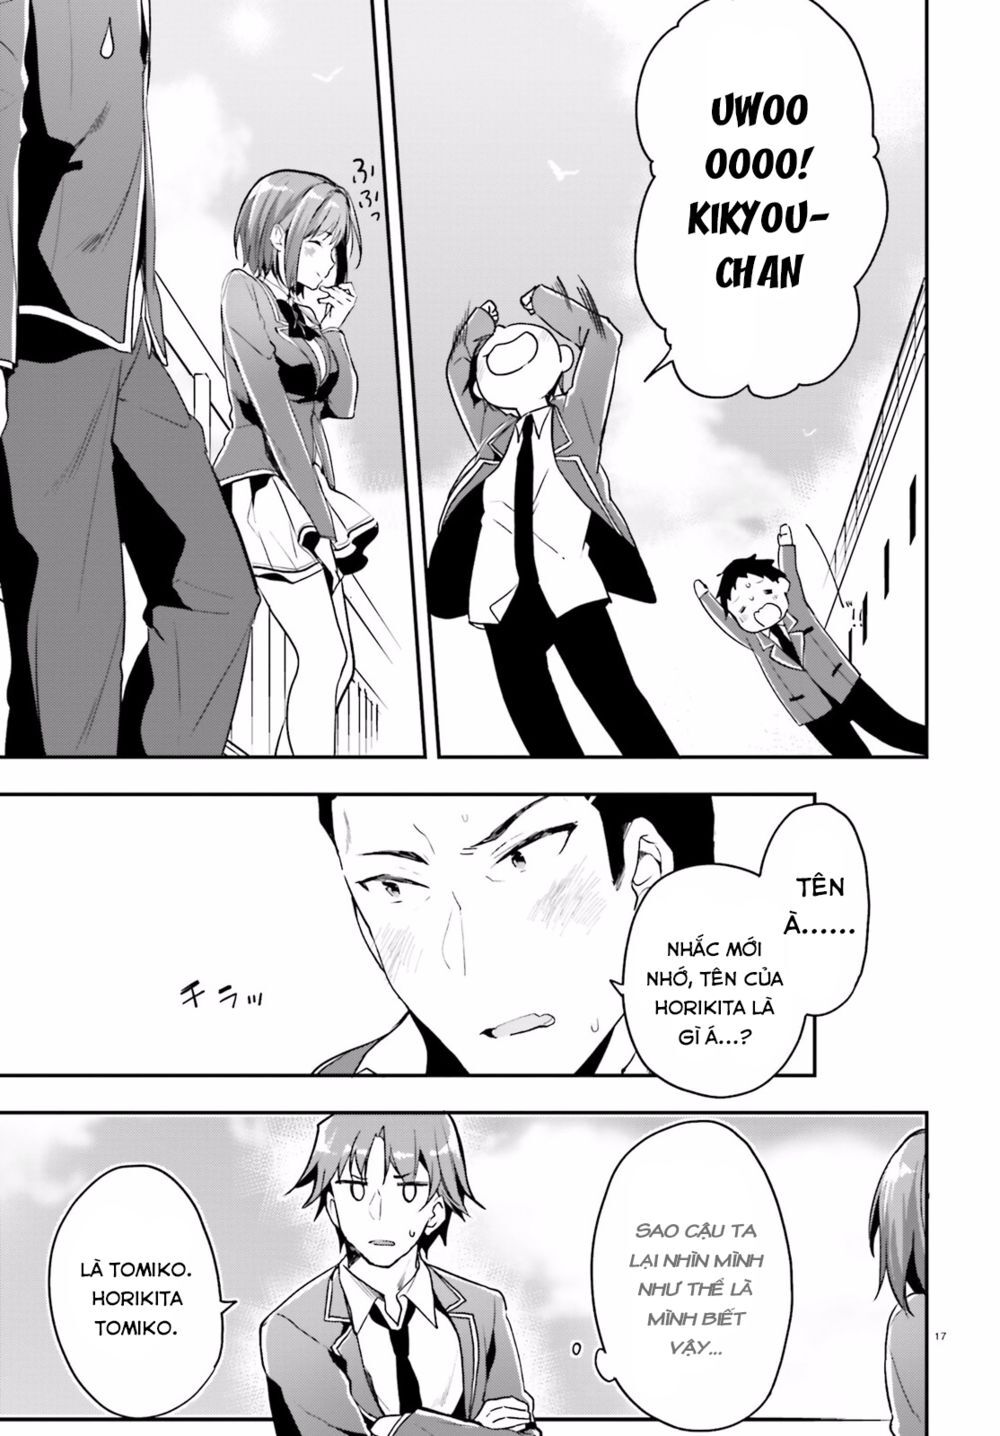 UWOO
OOOO!
KIKYOU-
CHAN
ふ
ふっ
TÊN
À......
NHẮC MỚI
NHỚ, TÊN CỦA
HORIKITA LÀ
GÌ Á...?
チラッ
SAO CẬU TA
LẠI NHÌN MÌNH
NHƯ THỂ LÀ
MÌNH BIẾT
VẬY...
LÀ TOMIKO.
HORIKITA
TOMIKO.
17